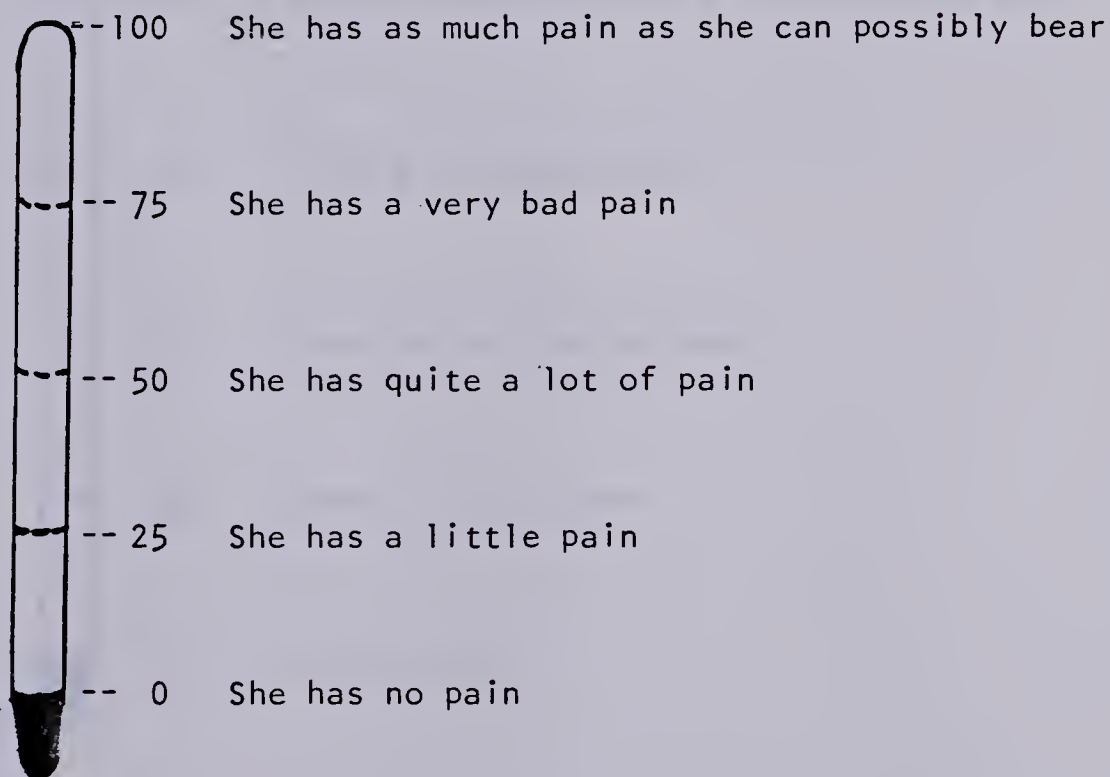 --100 She has as much pain as she can possibly bear
-- 75 She has a very bad pain
-- 50 She has quite a lot of pain
-- 25 She has a little pain
-- 0 She has no pain